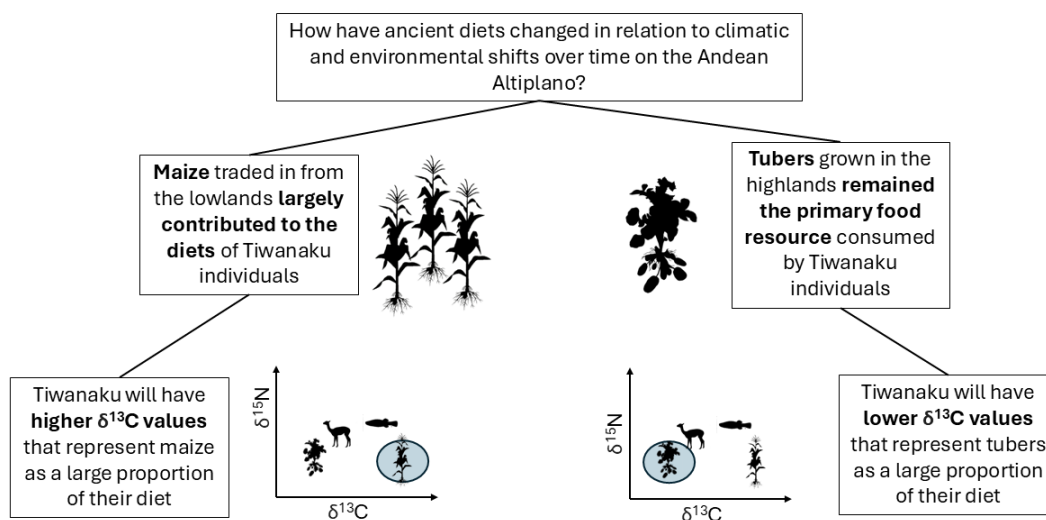 How have ancient diets changed in relation to climatic
and environmental shifts over time on the Andean
Altiplano?
Maize traded in from
the lowlands largely
contributed to the
diets of Tiwanaku
individuals
Tubers grown in the
highlands remained
the primary food
resource consumed
by Tiwanaku
individuals
Tiwanaku will have
higher δ¹³C values
that represent maize
as a large proportion
of their diet
δ¹⁵N
δ¹³C
δ¹⁵N
δ¹³C
Tiwanaku will have
lower δ¹³C values
that represent tubers
as a large proportion
of their diet